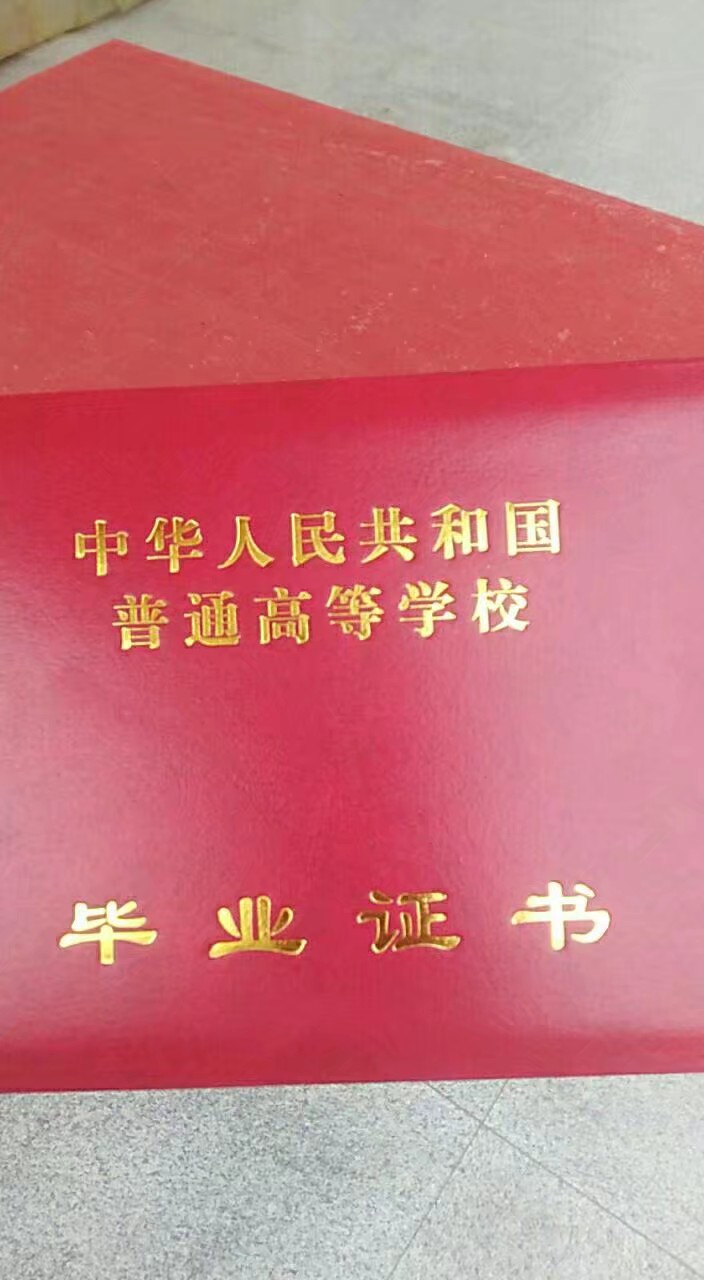 中华人民共和国
普通高等学校
毕业证书